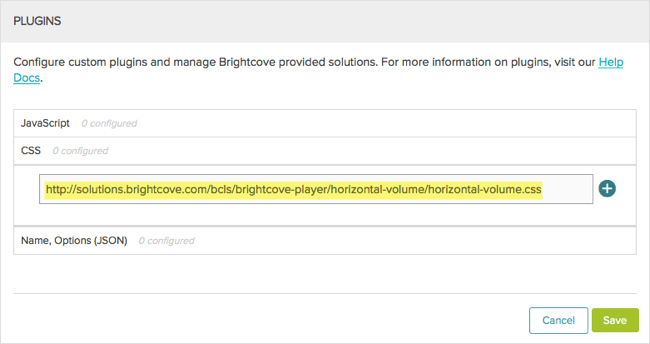 PLUGINS
Configure custom plugins and manage Brightcove provided solutions. For more information on plugins, visit our Help
Docs.
JavaScript 0 configured
CSS 0 configured
http://solutions.brightcove.com/bcls/brightcove-player/horizontal-volume/horizontal-volume.css
Name, Options (JSON) 0 configured
Cancel Save